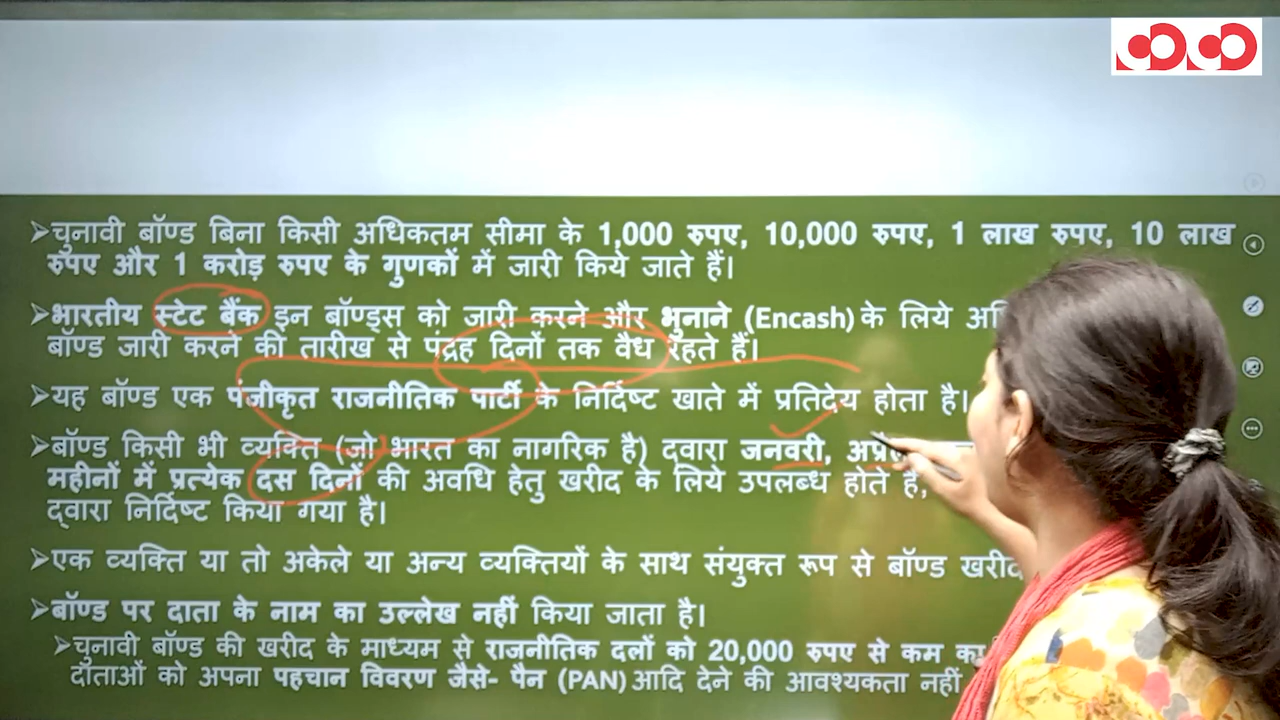 ➤चुनावी बॉण्ड बिना किसी अधिकतम सीमा के 1,000 रुपए, 10,000 रुपए, 1 लाख रुपए, 10 लाख
रुपए और 1 करोड़ रुपए के गुणकों में जारी किये जाते हैं।
➤भारतीय स्टेट बैंक इन बॉण्ड्स को जारी करने और भुनाने (Encash) के लिये
बॉण्ड जारी करने की तारीख से पंद्रह दिनों तक वैध रहते हैं।
➤यह बॉण्ड एक पंजीकृत राजनीतिक पार्टी के निर्दिष्ट खाते में प्रतिदेय होता है।
➤बॉण्ड किसी भी व्यक्ति (जो भारत का नागरिक है) द्वारा जनवरी,
महीनों में प्रत्येक दस दिनों की अवधि हेतु खरीद के लिये उपलब्ध होते हैं,
द्वारा निर्दिष्ट किया गया है।
➤एक व्यक्ति या तो अकेले या अन्य व्यक्तियों के साथ संयुक्त रूप से बॉण्ड
➤बॉण्ड पर दाता के नाम का उल्लेख नहीं किया जाता है।
➤चुनावी बॉण्ड की खरीद के माध्यम से राजनीतिक दलों को 20,000 रुपए से कम का
दाताओं को अपना पहचान विवरण जैसे- पैन (PAN) आदि देने की आवश्यकता नहीं